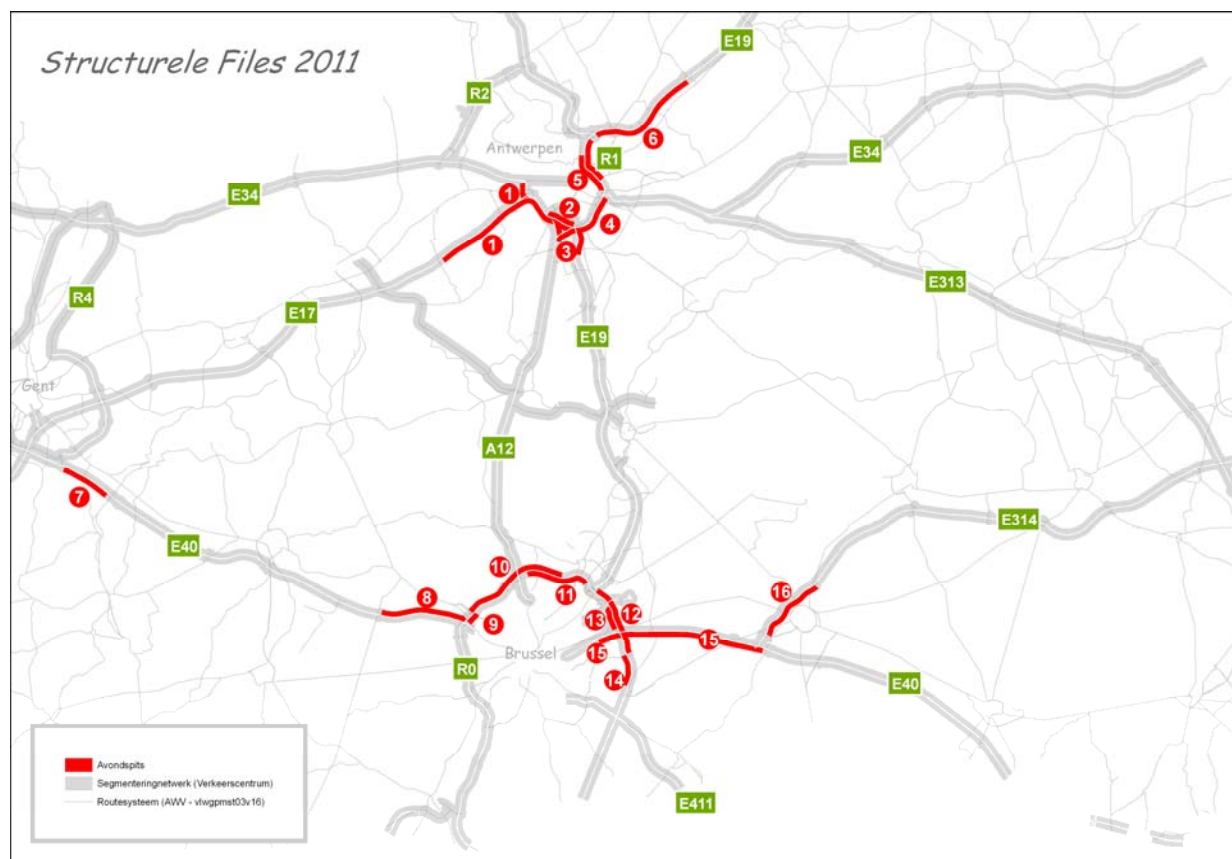 Structurele Files 2011
E19
R2
Antwerpen
6
R1
E34
5
E34
1
2
4
1
3
E313
R4
E17
E19
Gent
A12
7
E314
E40
10
11
16
8
9
13
12
Brussel
15
15
R0
14
E40
Avondspits
Segmenteringnetwerk (Verkeerscentrum)
Routesysteem (AWV - vlwgpmst03v16)
E411